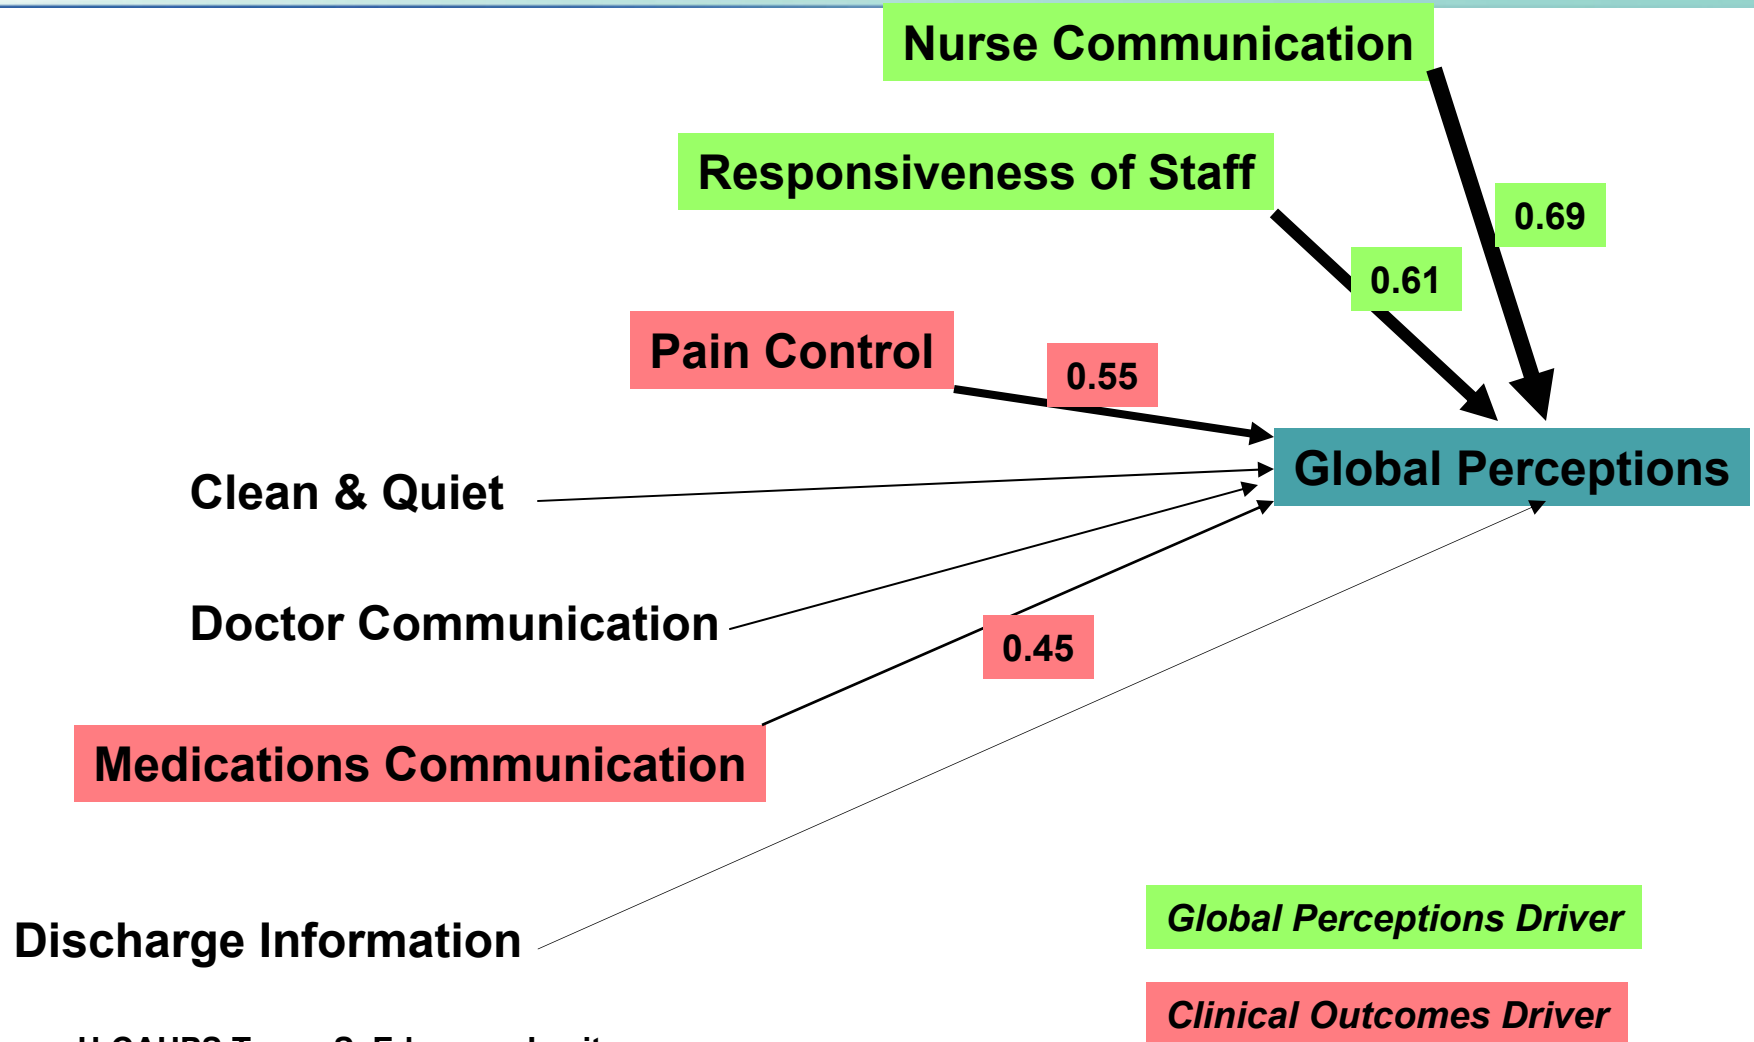 Nurse Communication
Responsiveness of Staff
0.69
0.61
Pain Control
0.55
Global Perceptions
Clean & Quiet
Doctor Communication
0.45
Medications Communication
Discharge Information
Global Perceptions Driver
Clinical Outcomes Driver